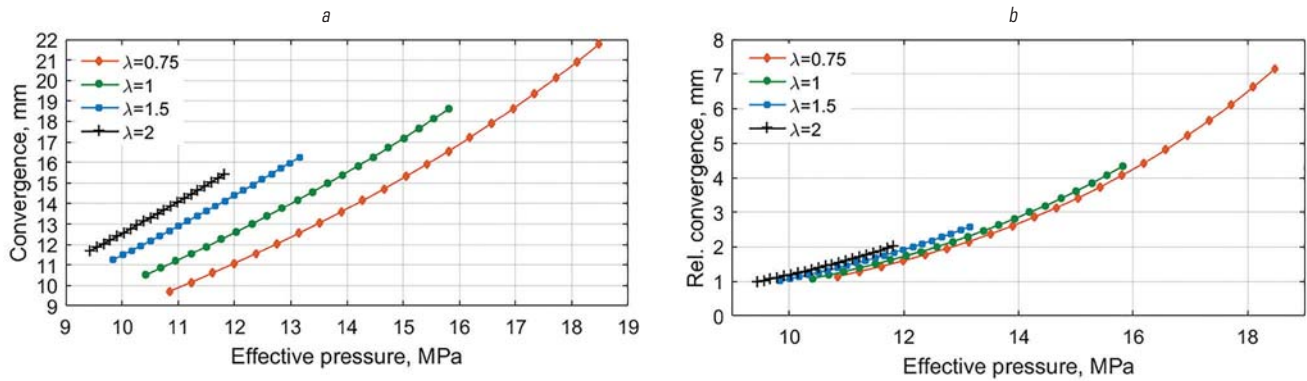 a
22
21
20
19
18
17
16
15
14
13
12
11
10
9
Convergence, mm
λ=0.75
λ=1
λ=1.5
λ=2
9 10 11 12 13 14 15 16 17 18 19
Effective pressure, MPa
b
8
7
6
5
4
3
2
1
0
Rel. convergence, mm
λ=0.75
λ=1
λ=1.5
λ=2
10 12 14 16 18
Effective pressure, MPa